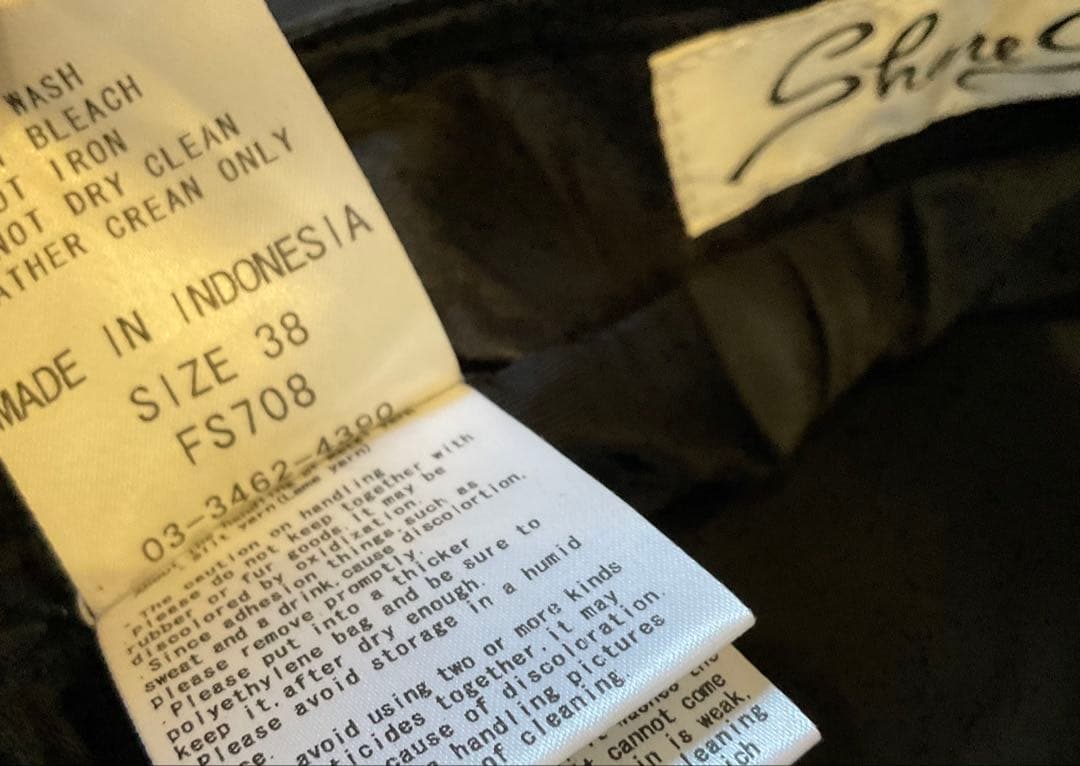 WASH
BLEACH
IRON
NOT DRY CLEAN
CREAN ONLY
MADE IN INDONESIA
SIZE 38
FS708
03-3462-4390
The caution on handling
Please do not keep together with
rubber or fur goods. It may be
discolored by oxidization.
Since adhesion things, such as
sweat and a drink, cause discolortion.
please remove promptly.
Please put into a thicker
polyethylene bag and be sure to
keep it, after dry enough.
Please avoid storage in a humid
avoid using two or more kinds
together, it may
cause of discoloration.
handling pictures
of cleaning.
cannot come
in is weak,